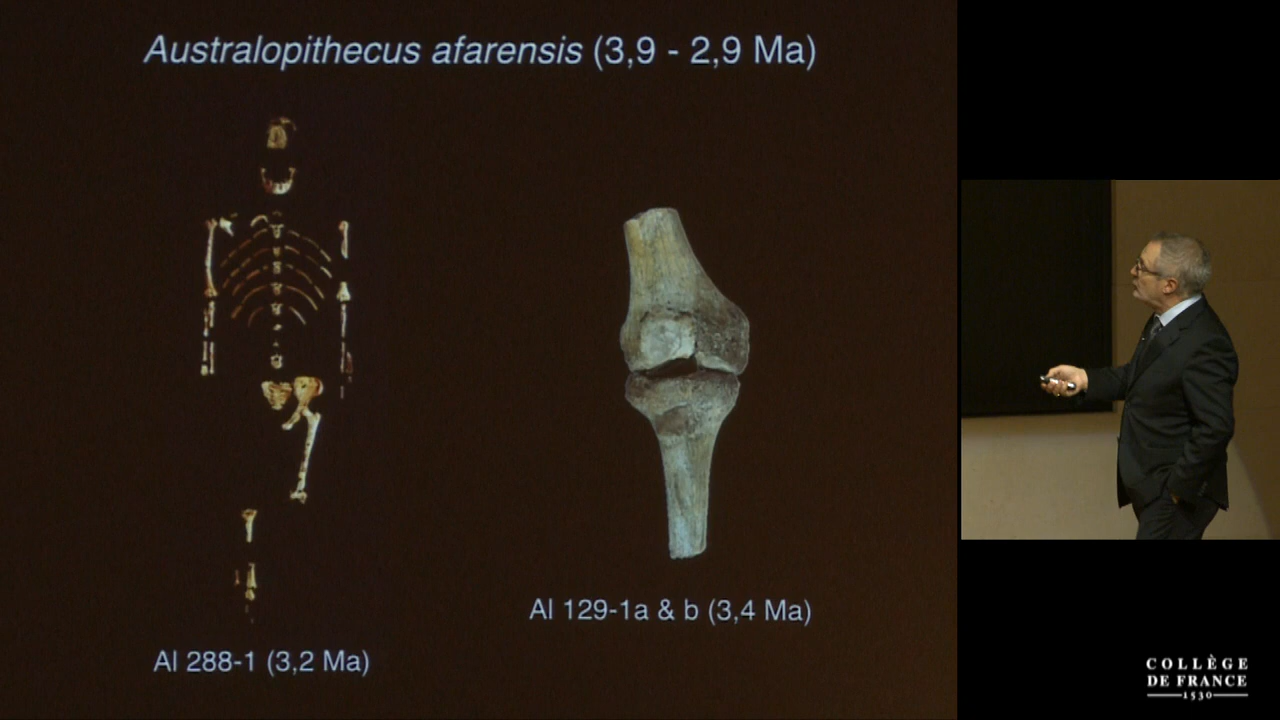 Australopithecus afarensis (3,9 - 2,9 Ma)
Al 129-1a & b (3,4 Ma)
Al 288-1 (3,2 Ma)
COLLÈGE
DE FRANCE
1530